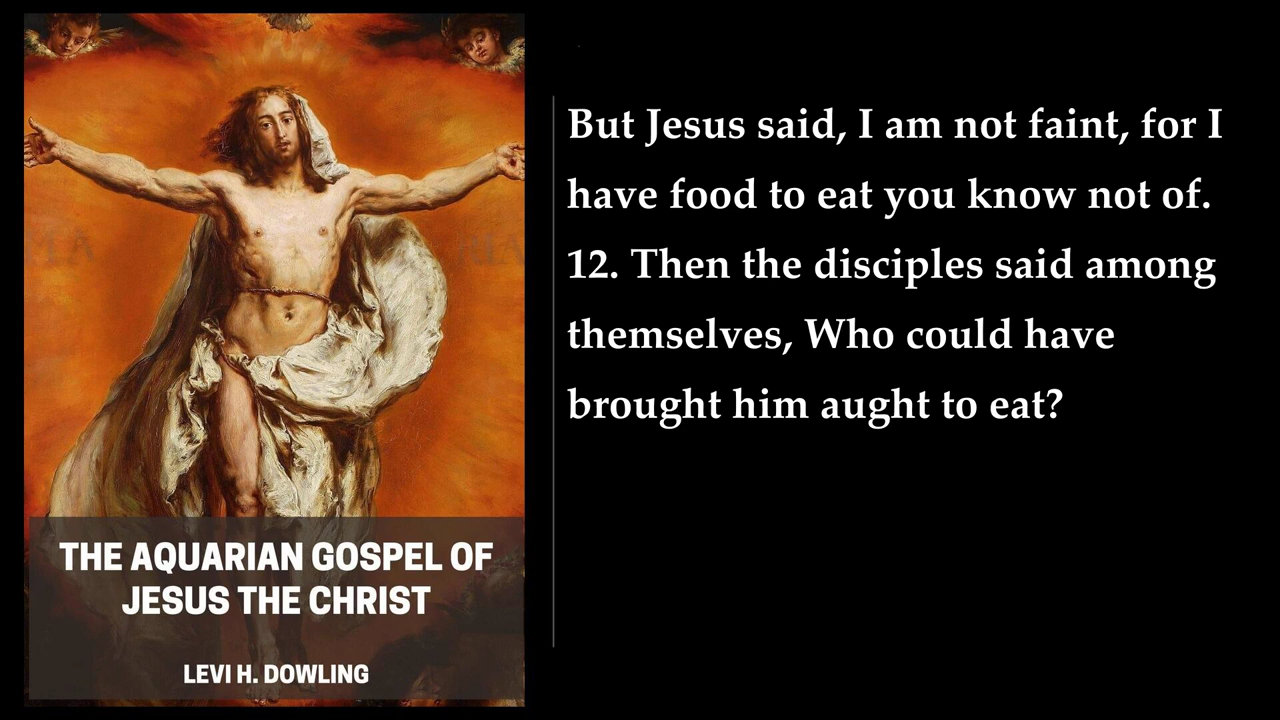 THE AQUARIAN GOSPEL OF
JESUS THE CHRIST
LEVI H. DOWLING
But Jesus said, I am not faint, for I
have food to eat you know not of.
12. Then the disciples said among
themselves, Who could have
brought him aught to eat?